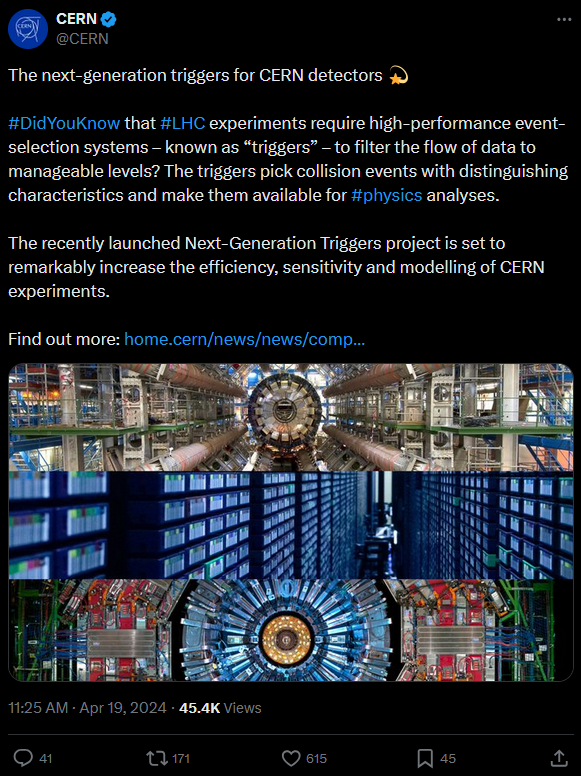 CERN
@CERN
The next-generation triggers for CERN detectors 💫
#DidYouKnow that #LHC experiments require high-performance event-
selection systems – known as “triggers” – to filter the flow of data to
manageable levels? The triggers pick collision events with distinguishing
characteristics and make them available for #physics analyses.
The recently launched Next-Generation Triggers project is set to
remarkably increase the efficiency, sensitivity and modelling of CERN
experiments.
Find out more: home.cern/news/news/comp...
11:25 AM · Apr 19, 2024 · 45.4K Views
41 171 615 45